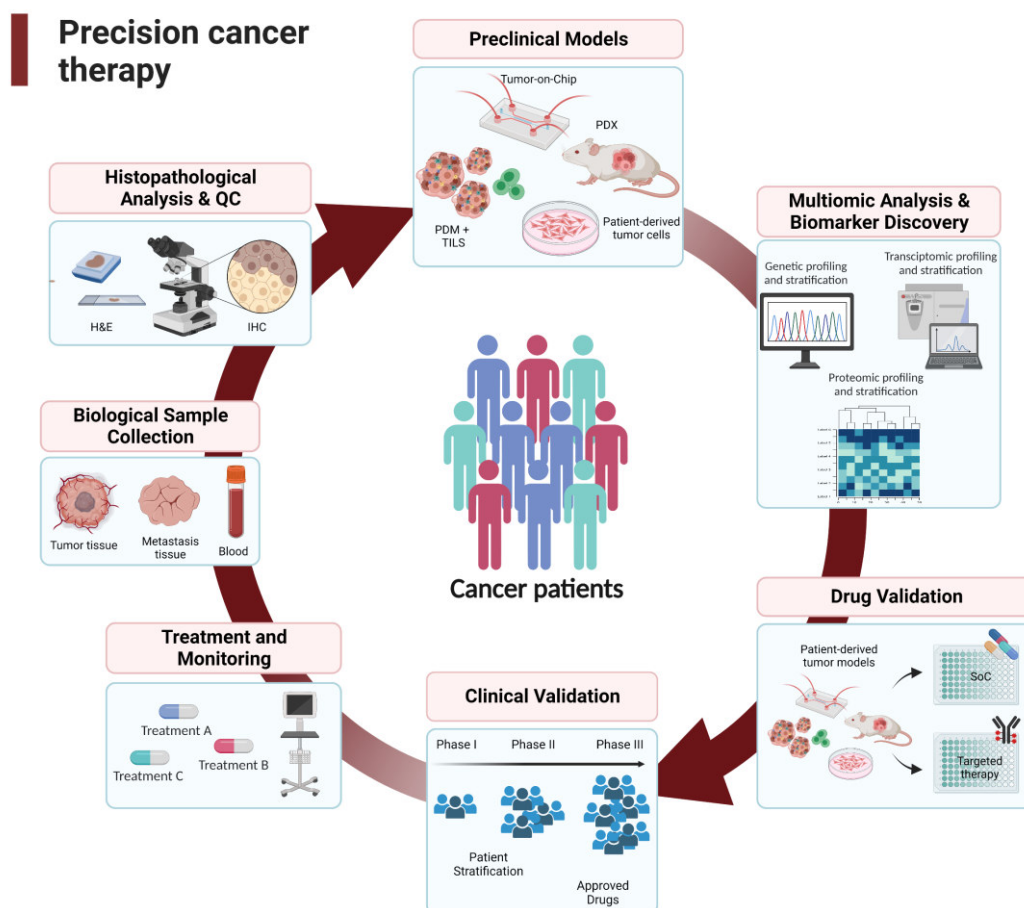 Precision cancer
therapy
Preclinical Models
Tumor-on-Chip
PDX
PDM +
TILS
Patient-derived
tumor cells
Multiomic Analysis &
Biomarker Discovery
Genetic profiling
and stratification
Transciptomic profiling
and stratification
Proteomic profiling
and stratification
Drug Validation
Patient-derived
tumor models
SoC
Targeted
therapy
Clinical Validation
Phase I
Phase II
Phase III
Patient
Stratification
Approved
Drugs
Treatment and
Monitoring
Treatment A
Treatment B
Treatment C
Biological Sample
Collection
Tumor tissue
Metastasis
tissue
Blood
Histopathological
Analysis & QC
H&E
IHC
Cancer patients